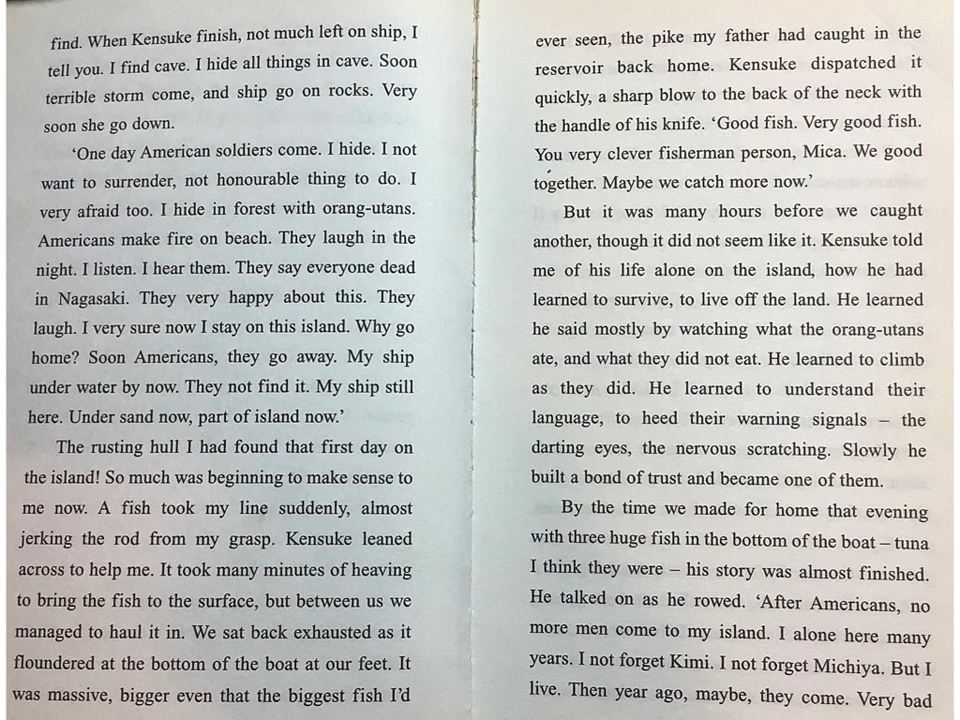 find. When Kensuke finish, not much left on ship, I
tell you. I find cave. I hide all things in cave. Soon
terrible storm come, and ship go on rocks. Very
soon she go down.
‘One day American soldiers come. I hide. I not
want to surrender, not honourable thing to do. I
very afraid too. I hide in forest with orang-utans.
Americans make fire on beach. They laugh in the
night. I listen. I hear them. They say everyone dead
in Nagasaki. They very happy about this. They
laugh. I very sure now I stay on this island. Why go
home? Soon Americans, they go away. My ship
under water by now. They not find it. My ship still
here. Under sand now, part of island now.’
The rusting hull I had found that first day on
the island! So much was beginning to make sense to
me now. A fish took my line suddenly, almost
jerking the rod from my grasp. Kensuke leaned
across to help me. It took many minutes of heaving
to bring the fish to the surface, but between us we
managed to haul it in. We sat back exhausted as it
floundered at the bottom of the boat at our feet. It
was massive, bigger even that the biggest fish I’d
ever seen, the pike my father had caught in the
reservoir back home. Kensuke dispatched it
quickly, a sharp blow to the back of the neck with
the handle of his knife. ‘Good fish. Very good fish.
You very clever fisherman person, Mica. We good
together. Maybe we catch more now.’
But it was many hours before we caught
another, though it did not seem like it. Kensuke told
me of his life alone on the island, how he had
learned to survive, to live off the land. He learned
he said mostly by watching what the orang-utans
ate, and what they did not eat. He learned to climb
as they did. He learned to understand their
language, to heed their warning signals – the
darting eyes, the nervous scratching. Slowly he
built a bond of trust and became one of them.
By the time we made for home that evening
with three huge fish in the bottom of the boat – tuna
I think they were – his story was almost finished.
He talked on as he rowed. ‘After Americans, no
more men come to my island. I alone here many
years. I not forget Kimi. I not forget Michiya. But I
live. Then year ago, maybe, they come. Very bad